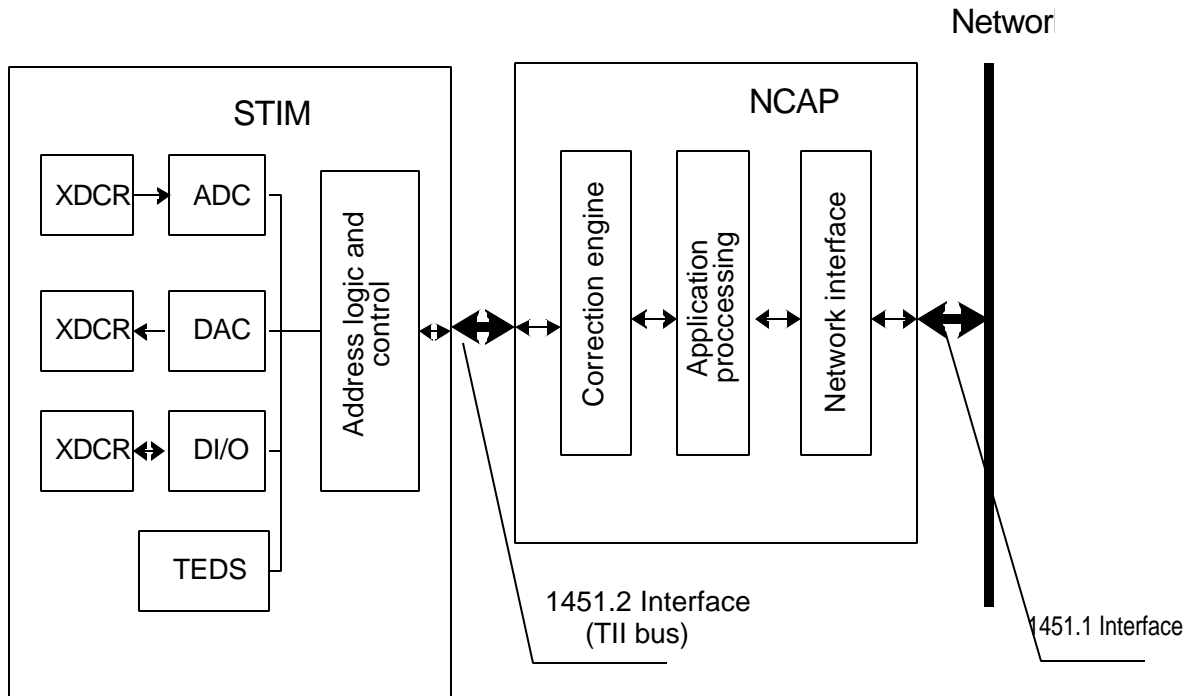 Networ
STIM
NCAP
XDCR
ADC
XDCR
DAC
XDCR
DI/O
TEDS
Address logic and
control
Correction engine
Application
proccessing
Network interface
1451.2 Interface
(TII bus)
1451.1 Interface